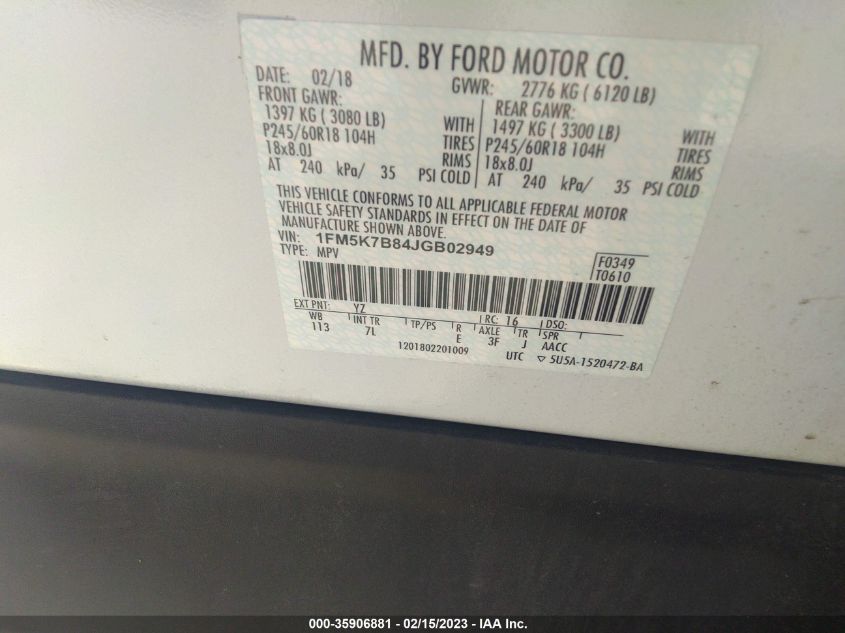 MFD. BY FORD MOTOR CO.
DATE: 02/18 GVWR: 2776 KG ( 6120 LB)
FRONT GAWR: REAR GAWR:
1397 KG ( 3080 LB) WITH 1497 KG ( 3300 LB) WITH
P245/60R18 104H TIRES P245/60R18 104H TIRES
18x8.0J RIMS 18x8.0J RIMS
AT 240 kPa/ 35 PSI COLD AT 240 kPa/ 35 PSI COLD
THIS VEHICLE CONFORMS TO ALL APPLICABLE FEDERAL MOTOR
VEHICLE SAFETY STANDARDS IN EFFECT ON THE DATE OF
MANUFACTURE SHOWN ABOVE.
VIN: 1FM5K7B84JGB02949
TYPE: MPV
F0349
T0610
EXT PNT: YZ RC: 16 DSO:
WB INT TR TP/PS R AXLE TR SPR
113 7L E 3F J AACC
1201802201009 UTC ▽ 5U5A-1520472-BA
000-35906881 - 02/15/2023 - IAA Inc.